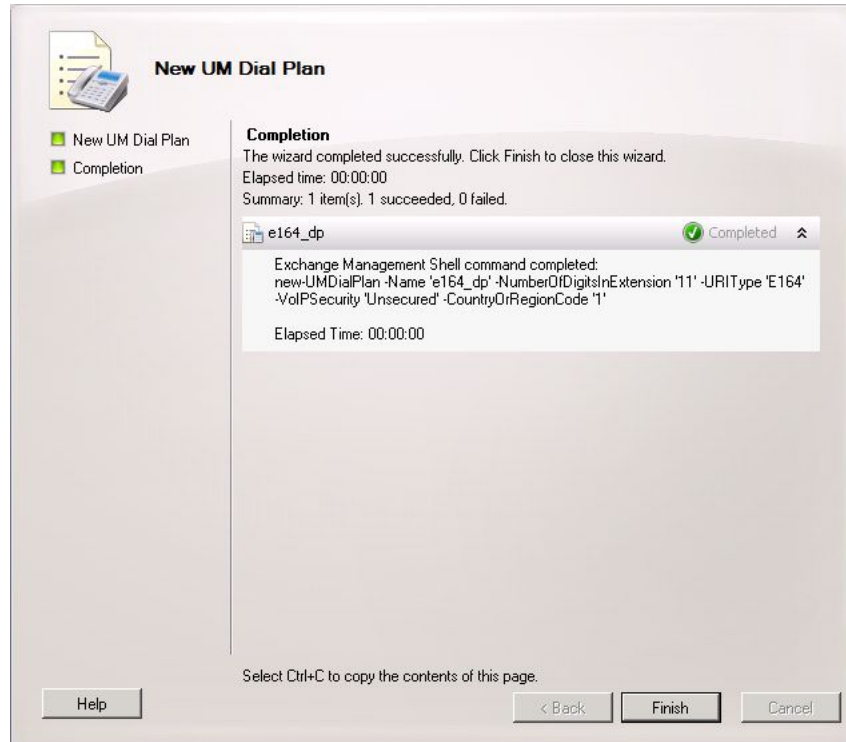 New UM Dial Plan
New UM Dial Plan
Completion
Completion
The wizard completed successfully. Click Finish to close this wizard.
Elapsed time: 00:00:00
Summary: 1 item(s). 1 succeeded, 0 failed.
e164_dp
Completed
Exchange Management Shell command completed:
new-UMDialPlan -Name 'e164_dp' -NumberOfDigitsInExtension '11' -URIType 'E164'
-VoIPSecurity 'Unsecured' -CountryOrRegionCode '1'
Elapsed Time: 00:00:00
Select Ctrl+C to copy the contents of this page.
Help
< Back
Finish
Cancel